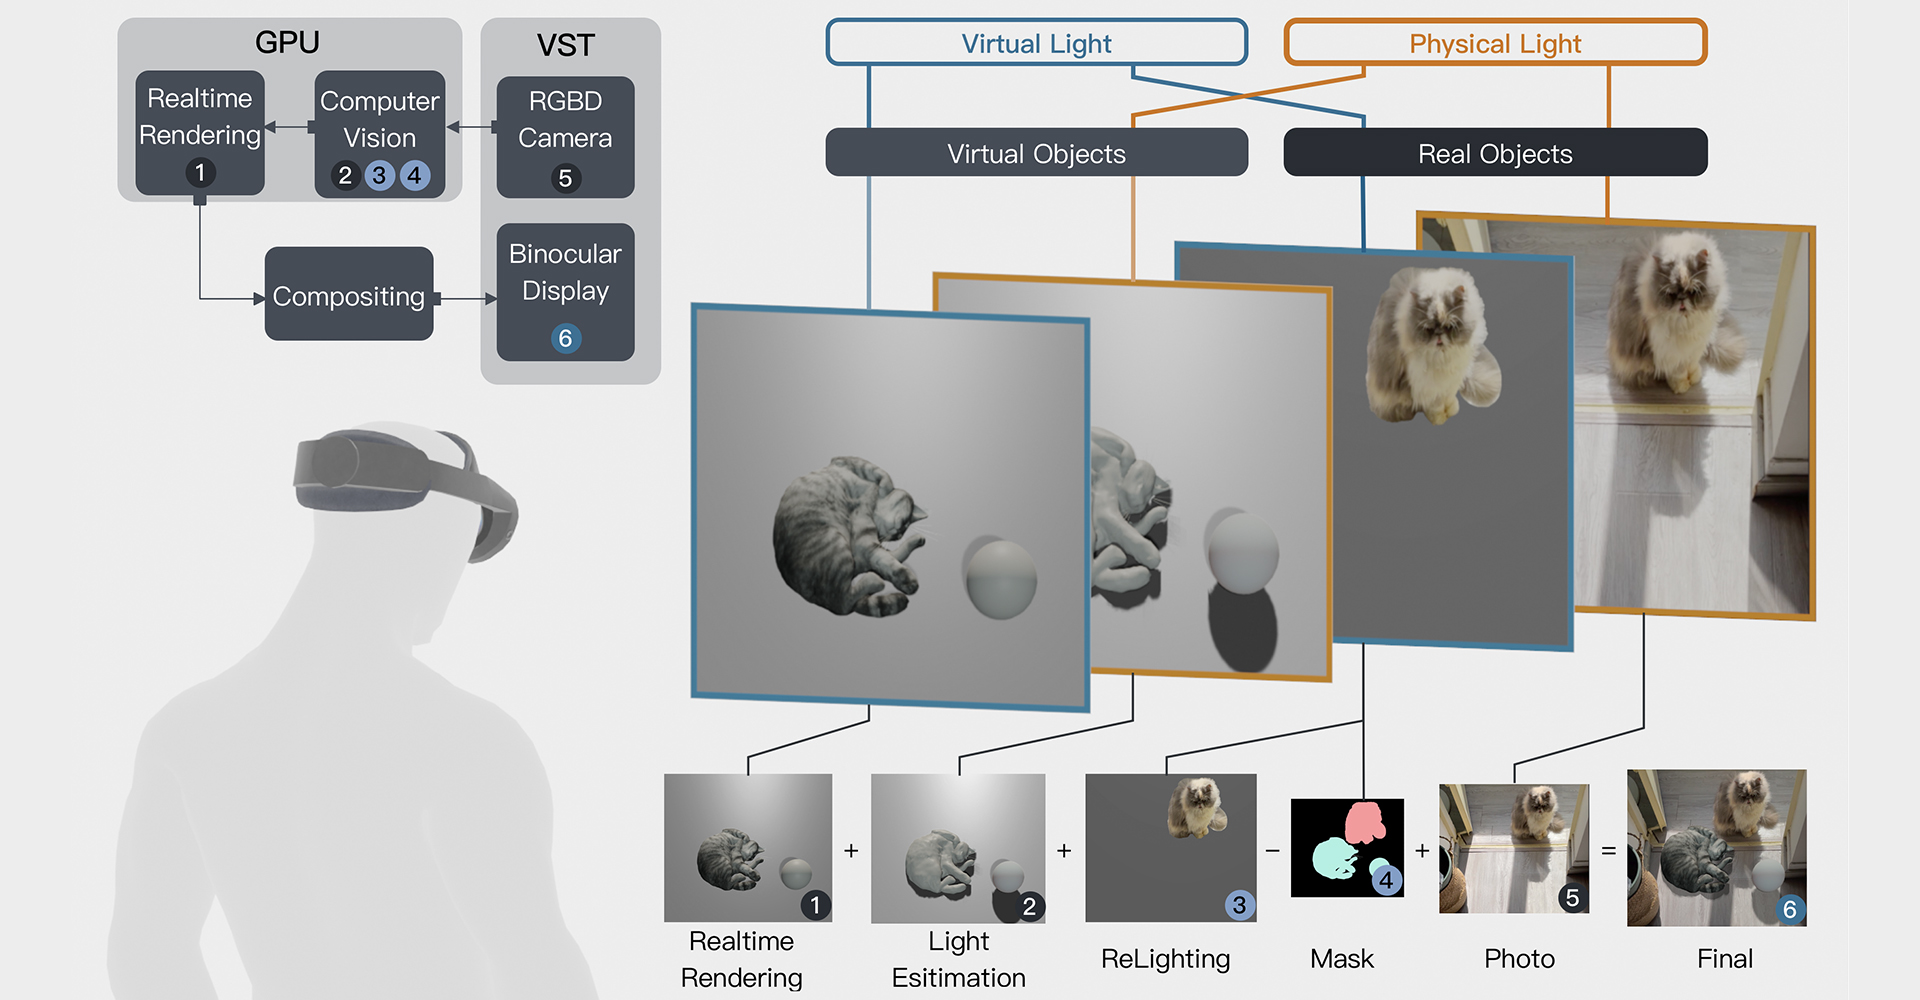 GPU
Realtime
Rendering
1
Computer
Vision
2 3 4
VST
RGBD
Camera
5
Binocular
Display
6
Compositing
Virtual Light
Physical Light
Virtual Objects
Real Objects
1
+
2
+
3
−
4
+
5
=
6
Realtime
Rendering
Light
Esitimation
ReLighting
Mask
Photo
Final